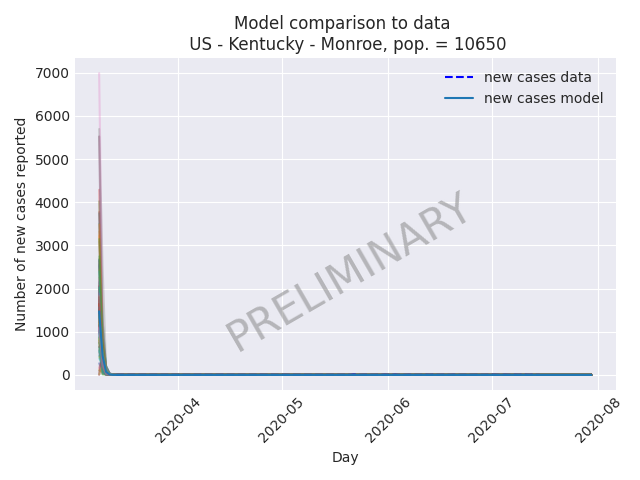 Model comparison to data
US - Kentucky - Monroe, pop. = 10650
7000
6000
5000
4000
3000
2000
1000
0
Number of new cases reported
new cases data
new cases model
PRELIMINARY
2020-04
2020-05
2020-06
2020-07
2020-08
Day